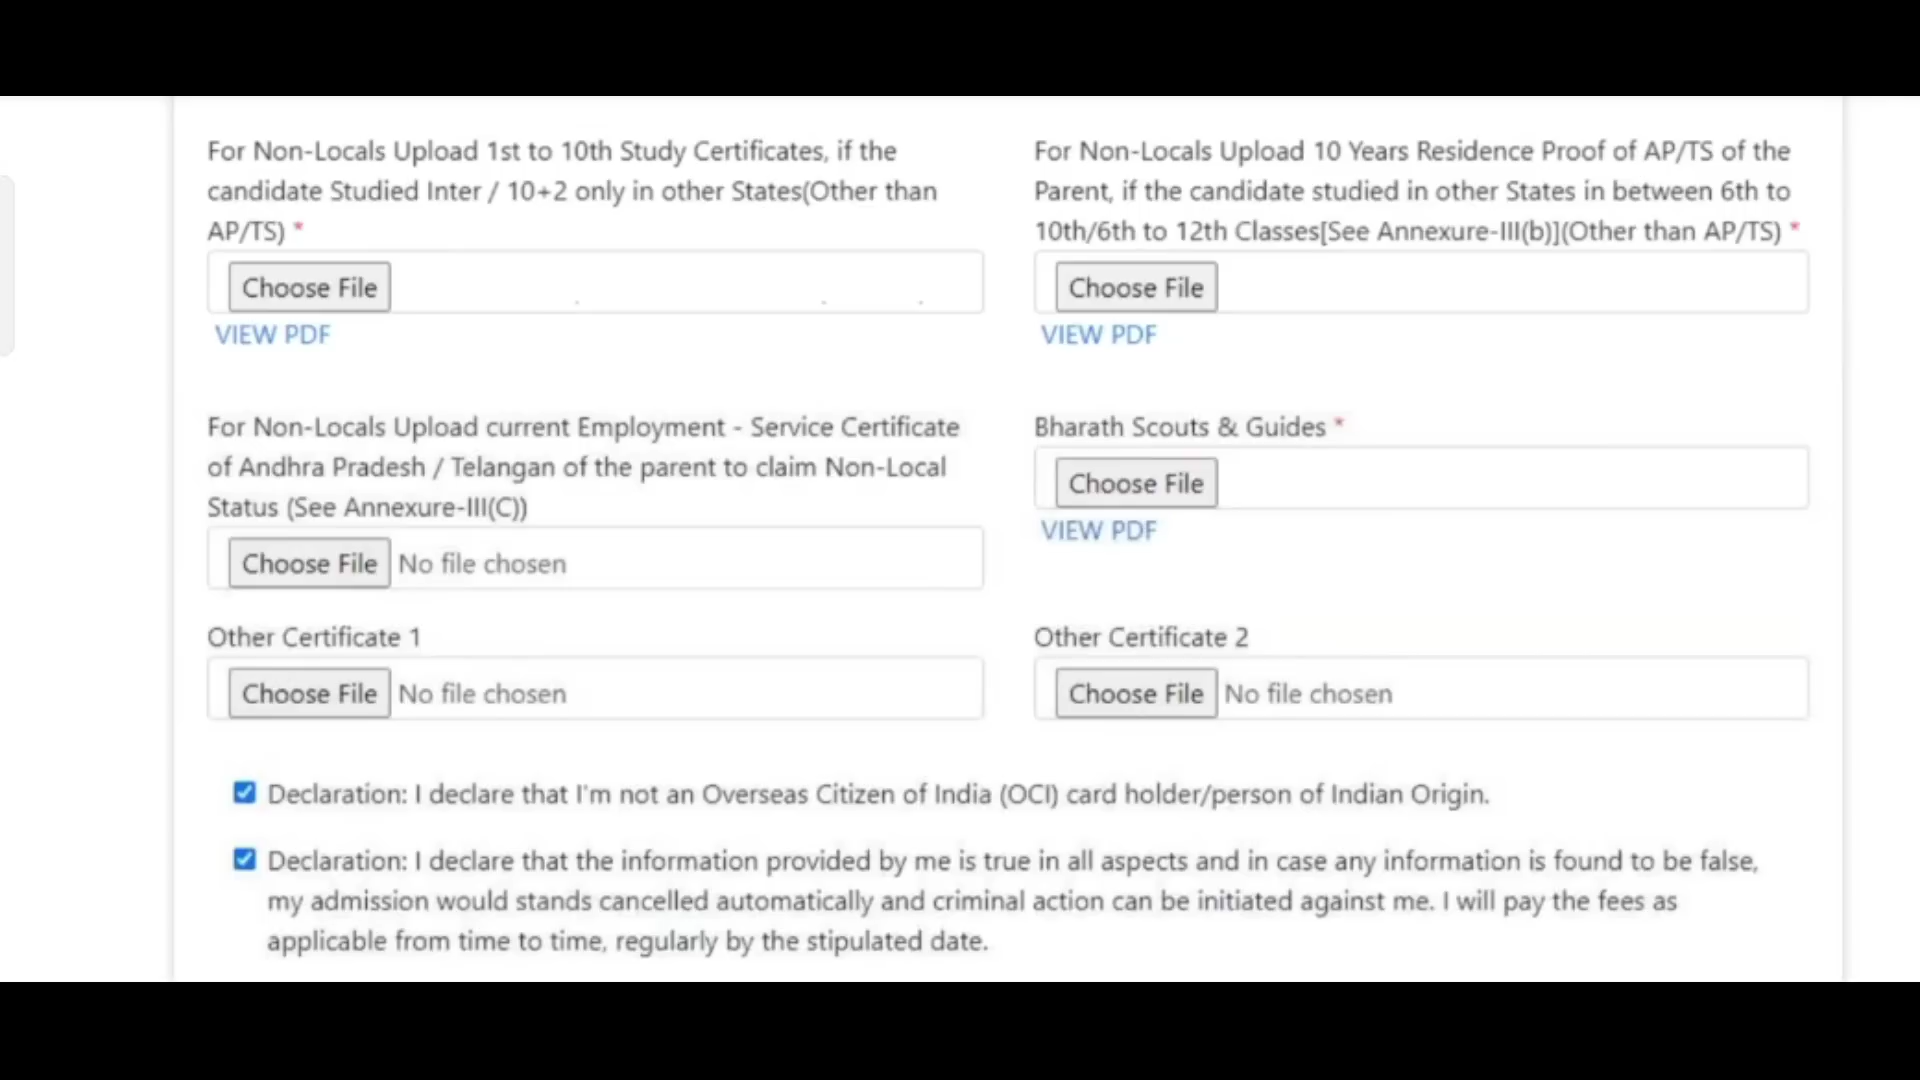 For Non-Locals Upload 1st to 10th Study Certificates, if the
candidate Studied Inter / 10+2 only in other States(Other than
AP/TS) *
Choose File
VIEW PDF
For Non-Locals Upload 10 Years Residence Proof of AP/TS of the
Parent, if the candidate studied in other States in between 6th to
10th/6th to 12th Classes[See Annexure-III(b)](Other than AP/TS) *
Choose File
VIEW PDF
For Non-Locals Upload current Employment - Service Certificate
of Andhra Pradesh / Telangan of the parent to claim Non-Local
Status (See Annexure-III(C))
Choose File No file chosen
Bharath Scouts & Guides *
Choose File
VIEW PDF
Other Certificate 1
Choose File No file chosen
Other Certificate 2
Choose File No file chosen
Declaration: I declare that I'm not an Overseas Citizen of India (OCI) card holder/person of Indian Origin.
Declaration: I declare that the information provided by me is true in all aspects and in case any information is found to be false,
my admission would stands cancelled automatically and criminal action can be initiated against me. I will pay the fees as
applicable from time to time, regularly by the stipulated date.